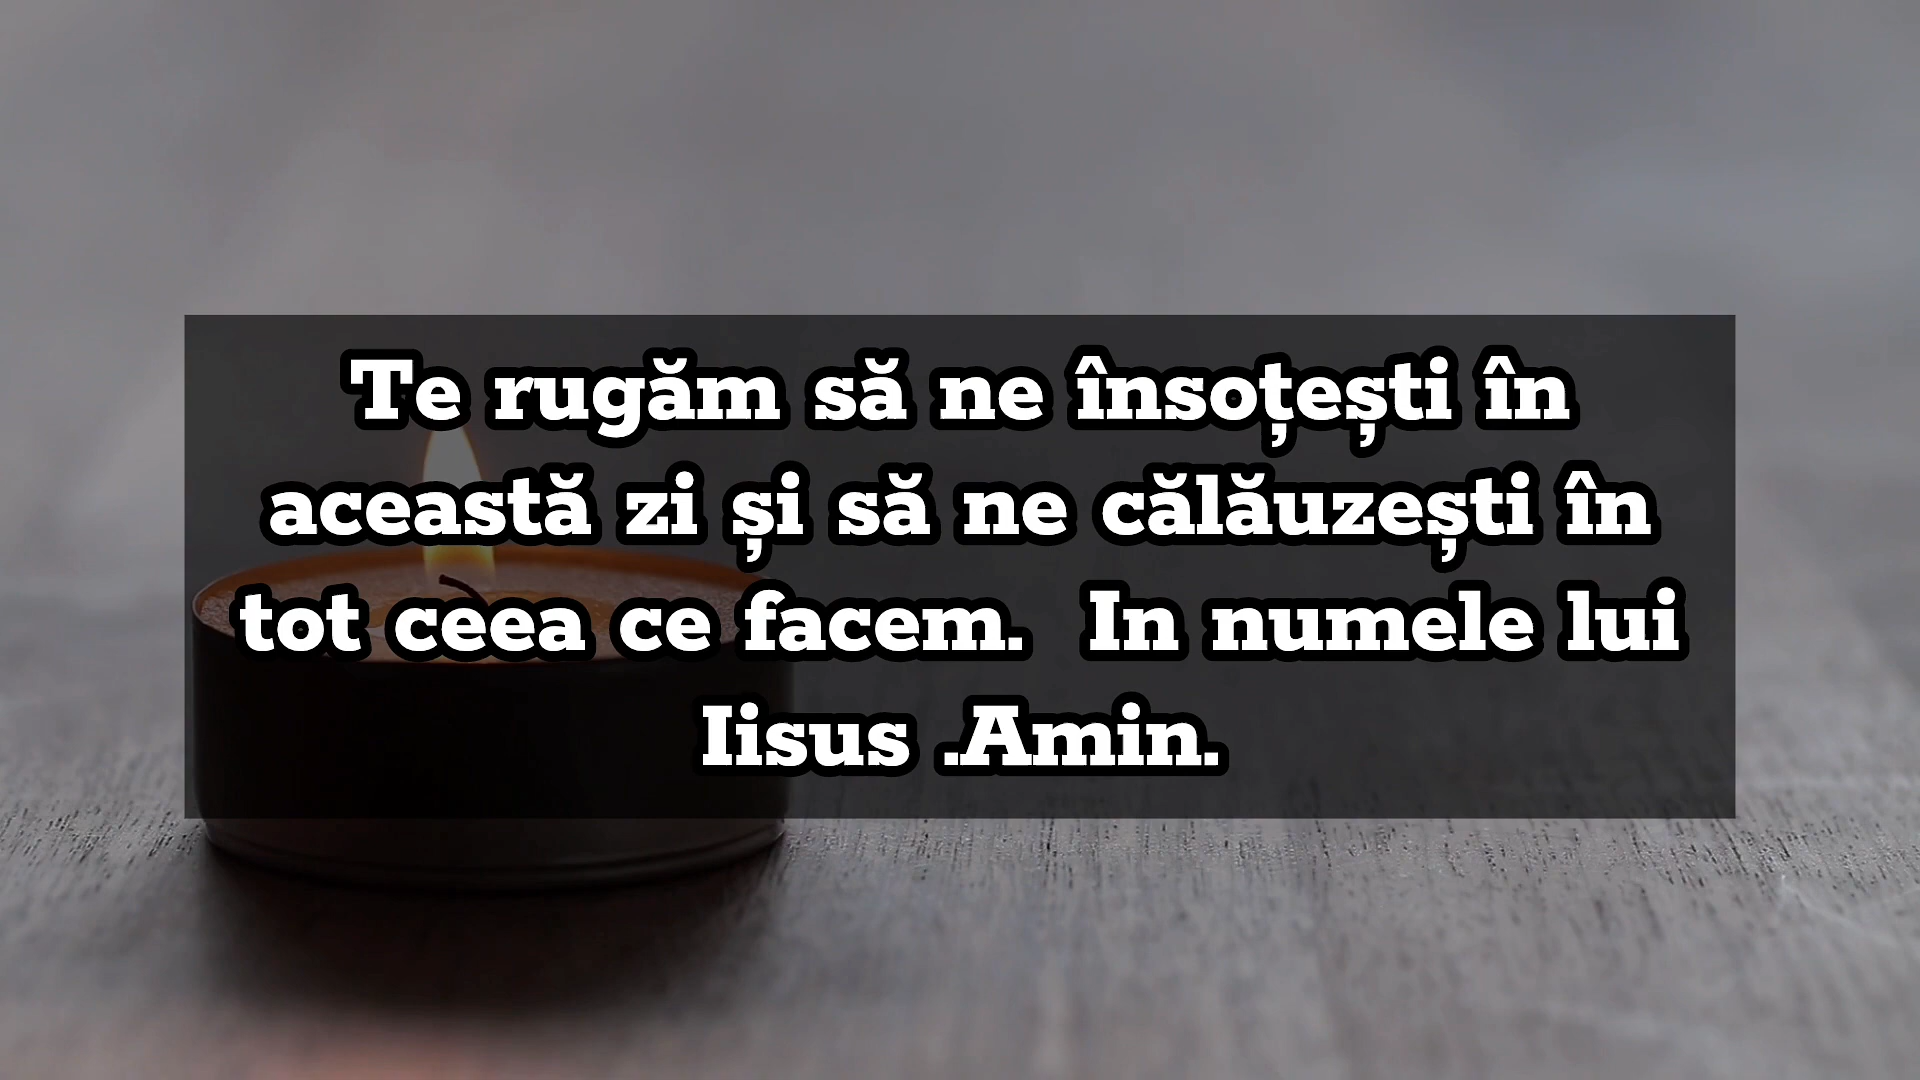 Te rugăm să ne însoțești în
această zi și să ne călăuzești în
tot ceea ce facem.  In numele lui
Iisus .Amin.